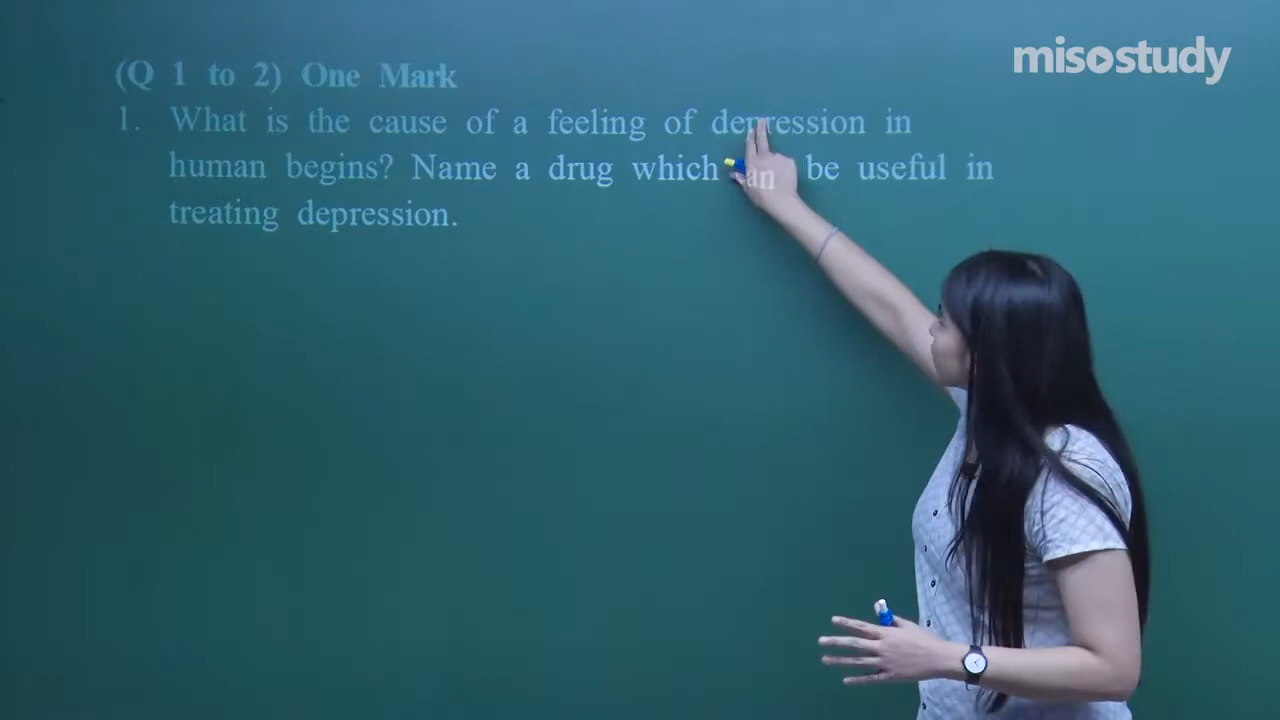 misostudy
(Q 1 to 2) One Mark
1. What is the cause of a feeling of depression in
human begins? Name a drug which can be useful in
treating depression.